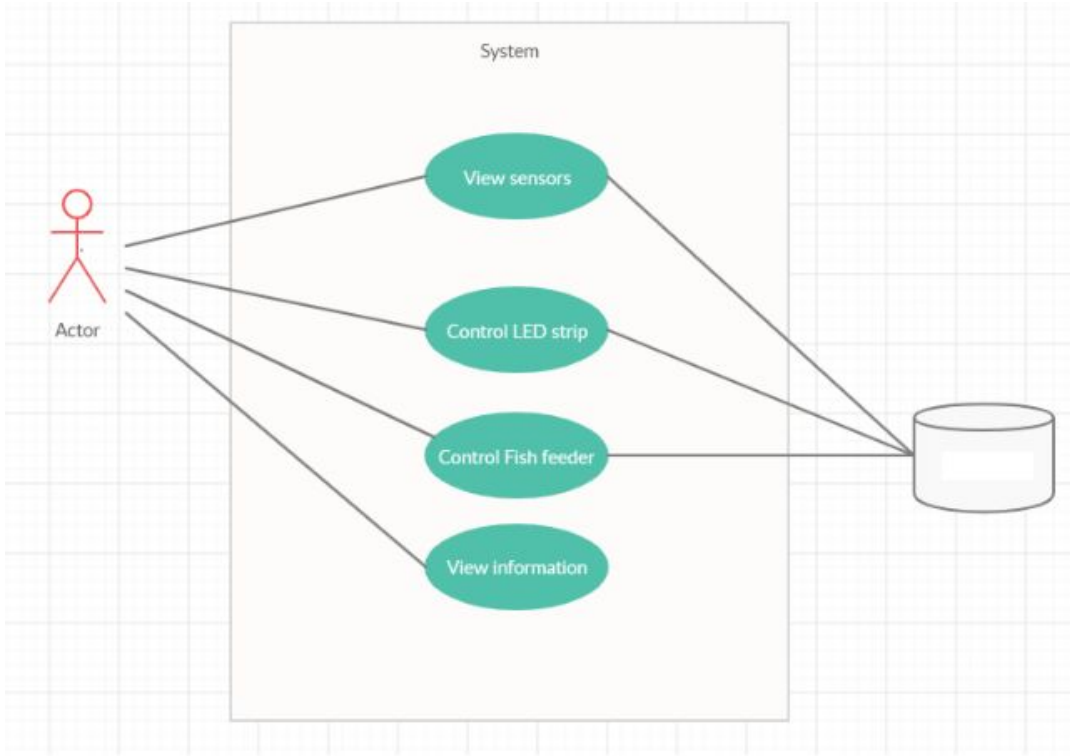 System
View sensors
Actor
Control LED strip
Control Fish feeder
View information